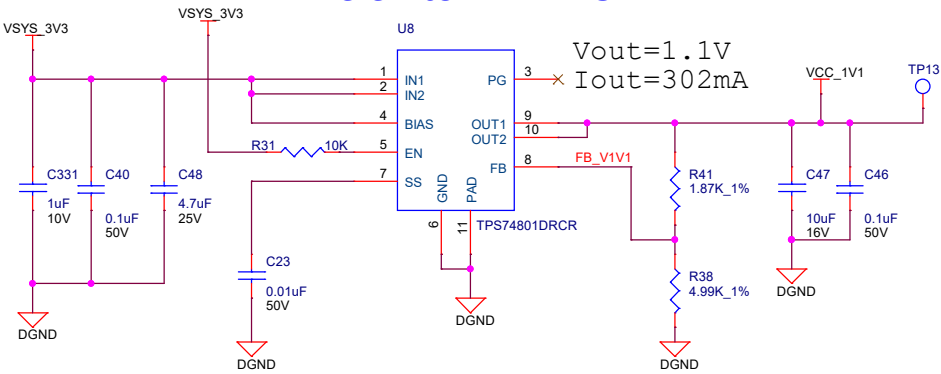 VSYS_3V3
VSYS_3V3
U8
Vout=1.1V
Iout=302mA
VCC_1V1
TP13
1
IN1
2
IN2
4
BIAS
5
EN
7
SS
PG
3
OUT1
9
OUT2
10
FB
8
FB_V1V1
GND
6
PAD
11
TPS74801DRCR
R31
10K
C331
1uF
10V
C40
0.1uF
50V
C48
4.7uF
25V
C23
0.01uF
50V
R41
1.87K_1%
R38
4.99K_1%
C47
10uF
16V
C46
0.1uF
50V
DGND
DGND
DGND
DGND
DGND